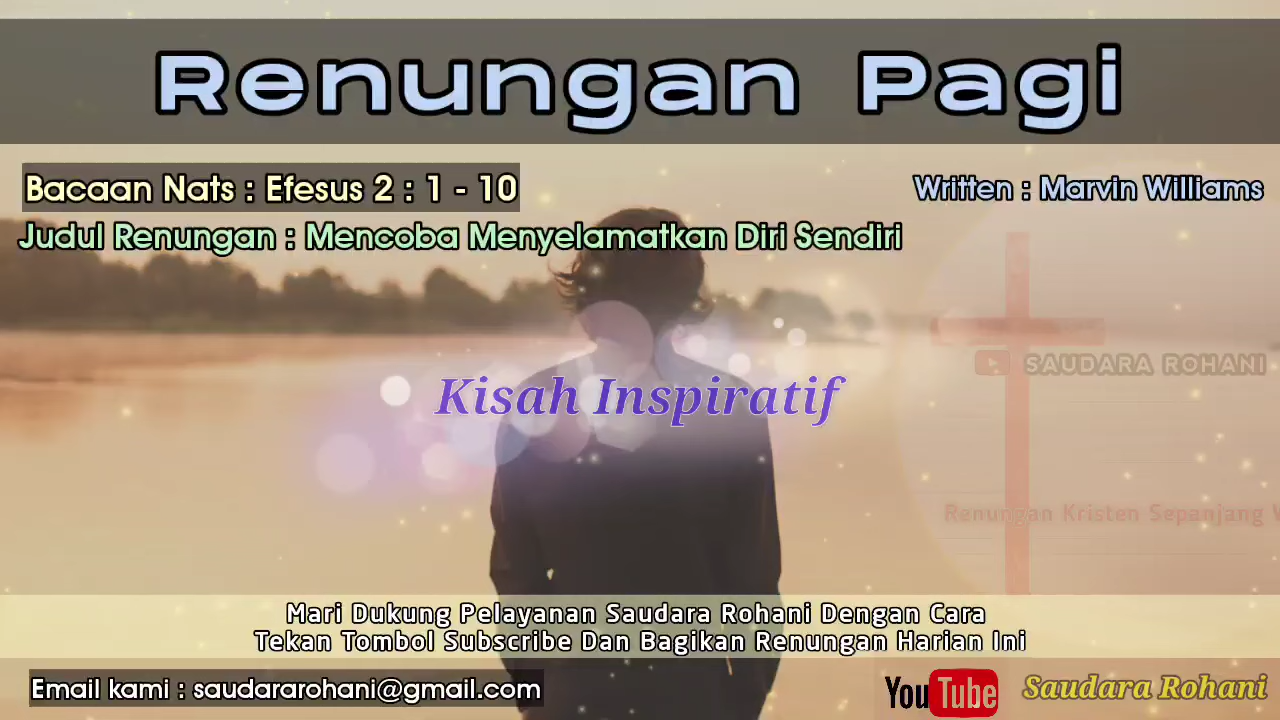 Renungan Pagi
Bacaan Nats : Efesus 2 : 1 - 10
Written : Marvin Williams
Judul Renungan : Mencoba Menyelamatkan Diri Sendiri
SAUDARA ROHANI
Kisah Inspiratif
Renungan Kristen Sepanjang
Mari Dukung Pelayanan Saudara Rohani Dengan Cara
Tekan Tombol Subscribe Dan Bagikan Renungan Harian Ini
Email kami : saudararohani@gmail.com
YouTube
Saudara Rohani